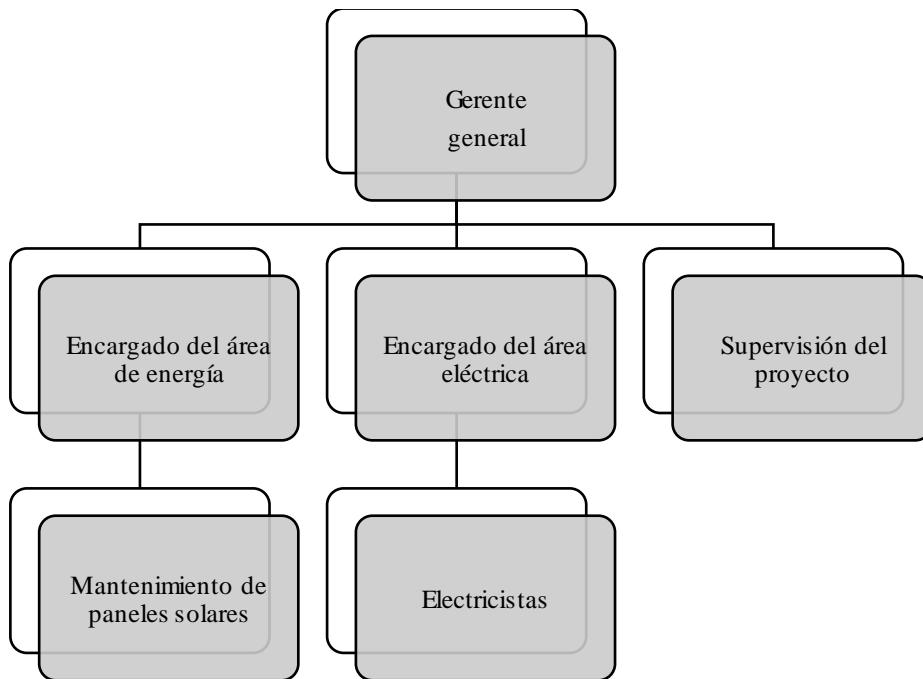 Gerente
general
Encargado del área
de energía
Encargado del área
eléctrica
Supervisión del
proyecto
Mantenimiento de
paneles solares
Electricistas